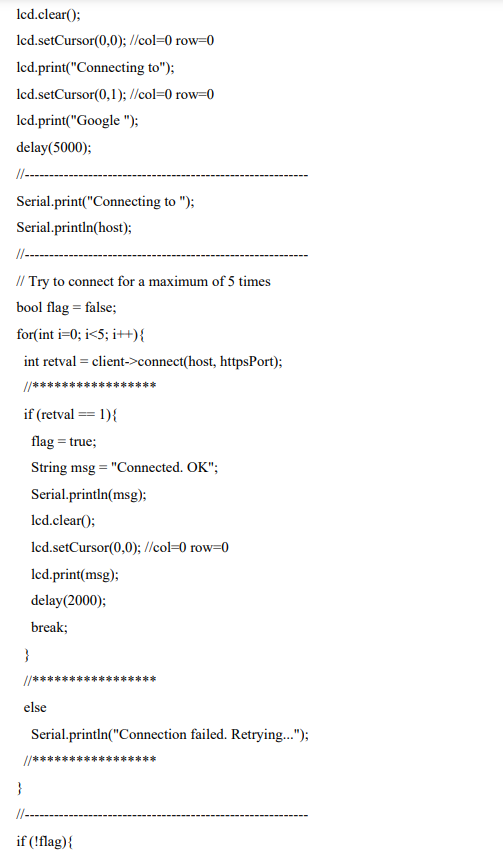 lcd.clear();
lcd.setCursor(0,0); //col=0 row=0
lcd.print("Connecting to");
lcd.setCursor(0,1); //col=0 row=0
lcd.print("Google ");
delay(5000);
//----------------------------------------------------------
Serial.print("Connecting to ");
Serial.println(host);
//----------------------------------------------------------
// Try to connect for a maximum of 5 times
bool flag = false;
for(int i=0; i<5; i++){
int retval = client->connect(host, httpsPort);
//*****************
if (retval == 1){
flag = true;
String msg = "Connected. OK";
Serial.println(msg);
lcd.clear();
lcd.setCursor(0,0); //col=0 row=0
lcd.print(msg);
delay(2000);
break;
}
//*****************
else
Serial.println("Connection failed. Retrying...");
//*****************
}
//----------------------------------------------------------
if (!flag){